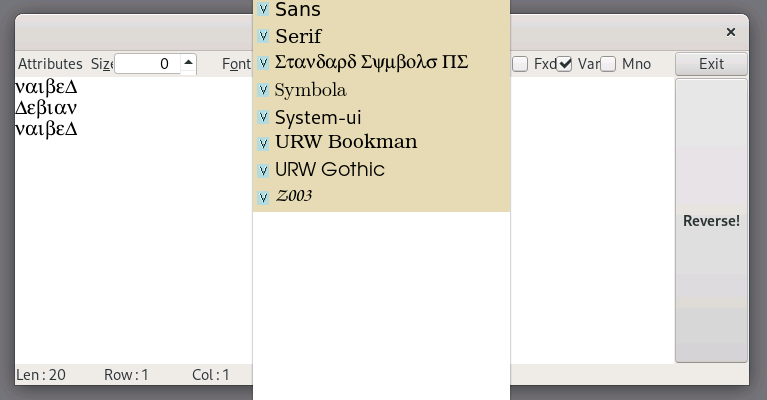 Sans
Serif
Στανδαρδ Σψμβολσ ΠΣ
Symbola
System-ui
URW Bookman
URW Gothic
Z003
Attributes Size 0 Font Fxd Var Mno Exit
ναιβεΔ
Δεβιαν
ναιβεΔ
Reverse!
Len : 20 Row : 1 Col : 1